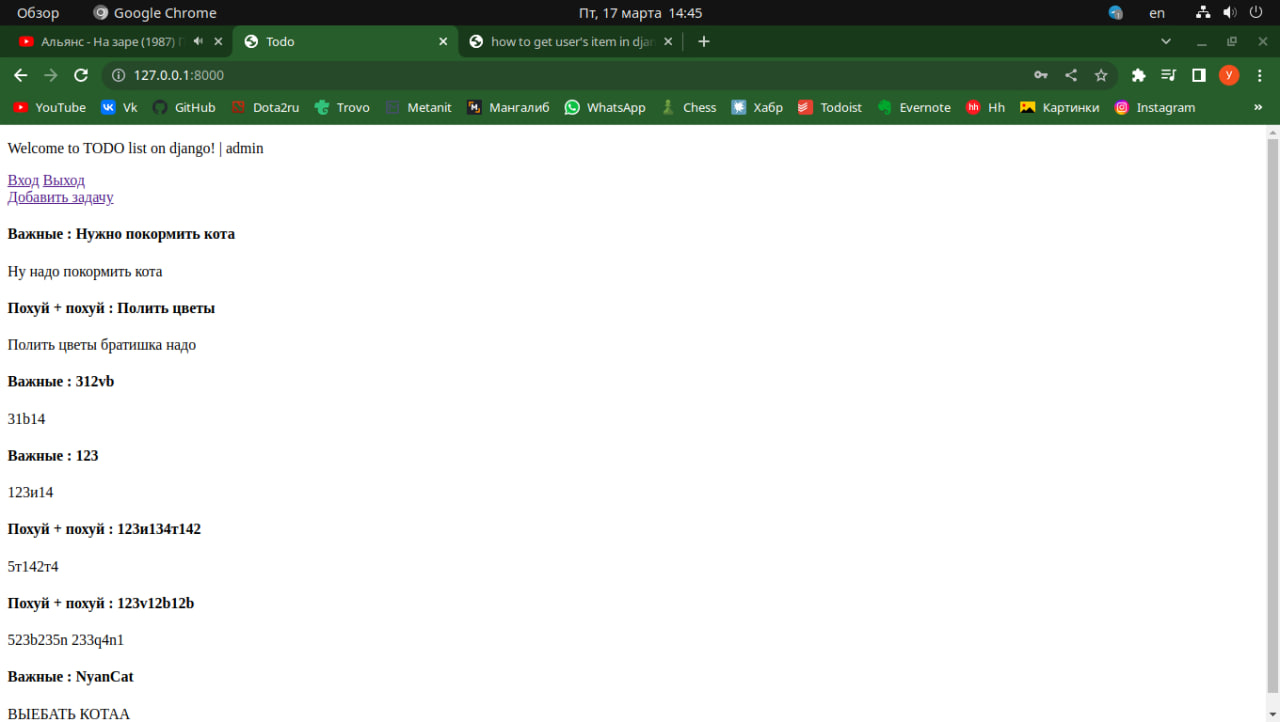 Обзор Google Chrome Пт, 17 марта 14:45 en
Альянс - На заре (1987) Todo how to get user's item in djan
127.0.0.1:8000 У
YouTube Vk GitHub Dota2ru Trovo Metanit Мангалиб WhatsApp Chess Хабр Todoist Evernote Hh Картинки Instagram »
Welcome to TODO list on django! | admin
Вход Выход
Добавить задачу
Важные : Нужно покормить кота
Ну надо покормить кота
Похуй + похуй : Полить цветы
Полить цветы братишка надо
Важные : 312vb
31b14
Важные : 123
123и14
Похуй + похуй : 123и134т142
5т142т4
Похуй + похуй : 123v12b12b
523b235n 233q4n1
Важные : NyanCat
ВЫЕБАТЬ КОТАА